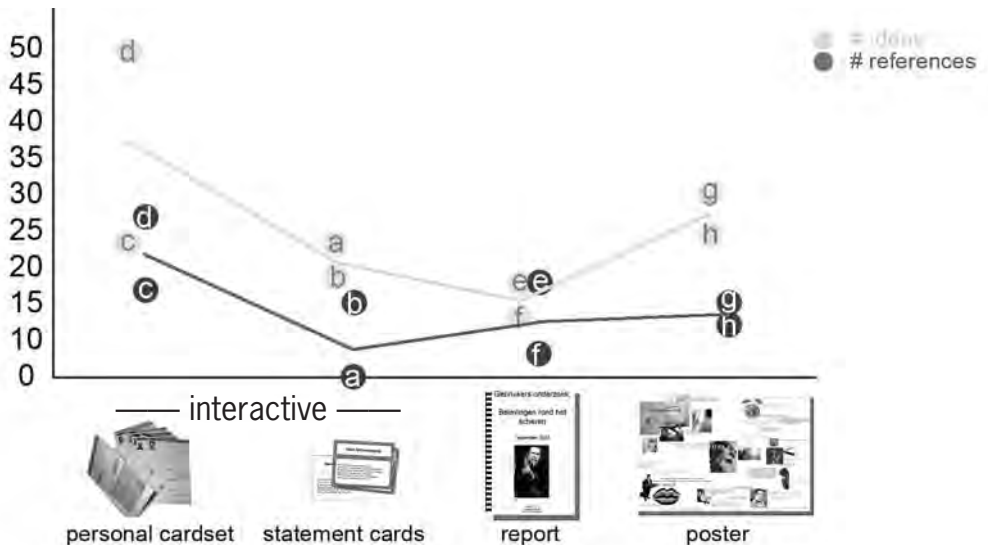 50
45
40
35
30
25
20
15
10
0
# ideas
# references
d
d
c
c
a
b
b
a
e
e
f
f
g
h
g
h
interactive
Gebruikers onderzoek:
Belevingen rond het
scheren
personal cardset
statement cards
report
poster